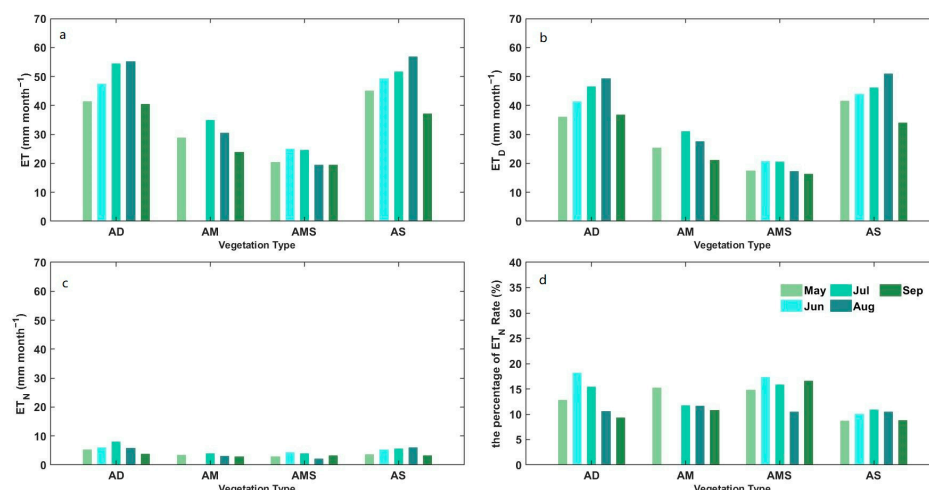 a
ET (mm month⁻¹)
70
60
50
40
30
20
10
0
AD AM AMS AS
Vegetation Type
b
ET_D (mm month⁻¹)
70
60
50
40
30
20
10
0
AD AM AMS AS
Vegetation Type
c
ET_N (mm month⁻¹)
70
60
50
40
30
20
10
0
AD AM AMS AS
Vegetation Type
d
the percentage of ET_N Rate (%)
40
35
30
25
20
15
10
5
0
May Jul Sep
Jun Aug
AD AM AMS AS
Vegetation Type